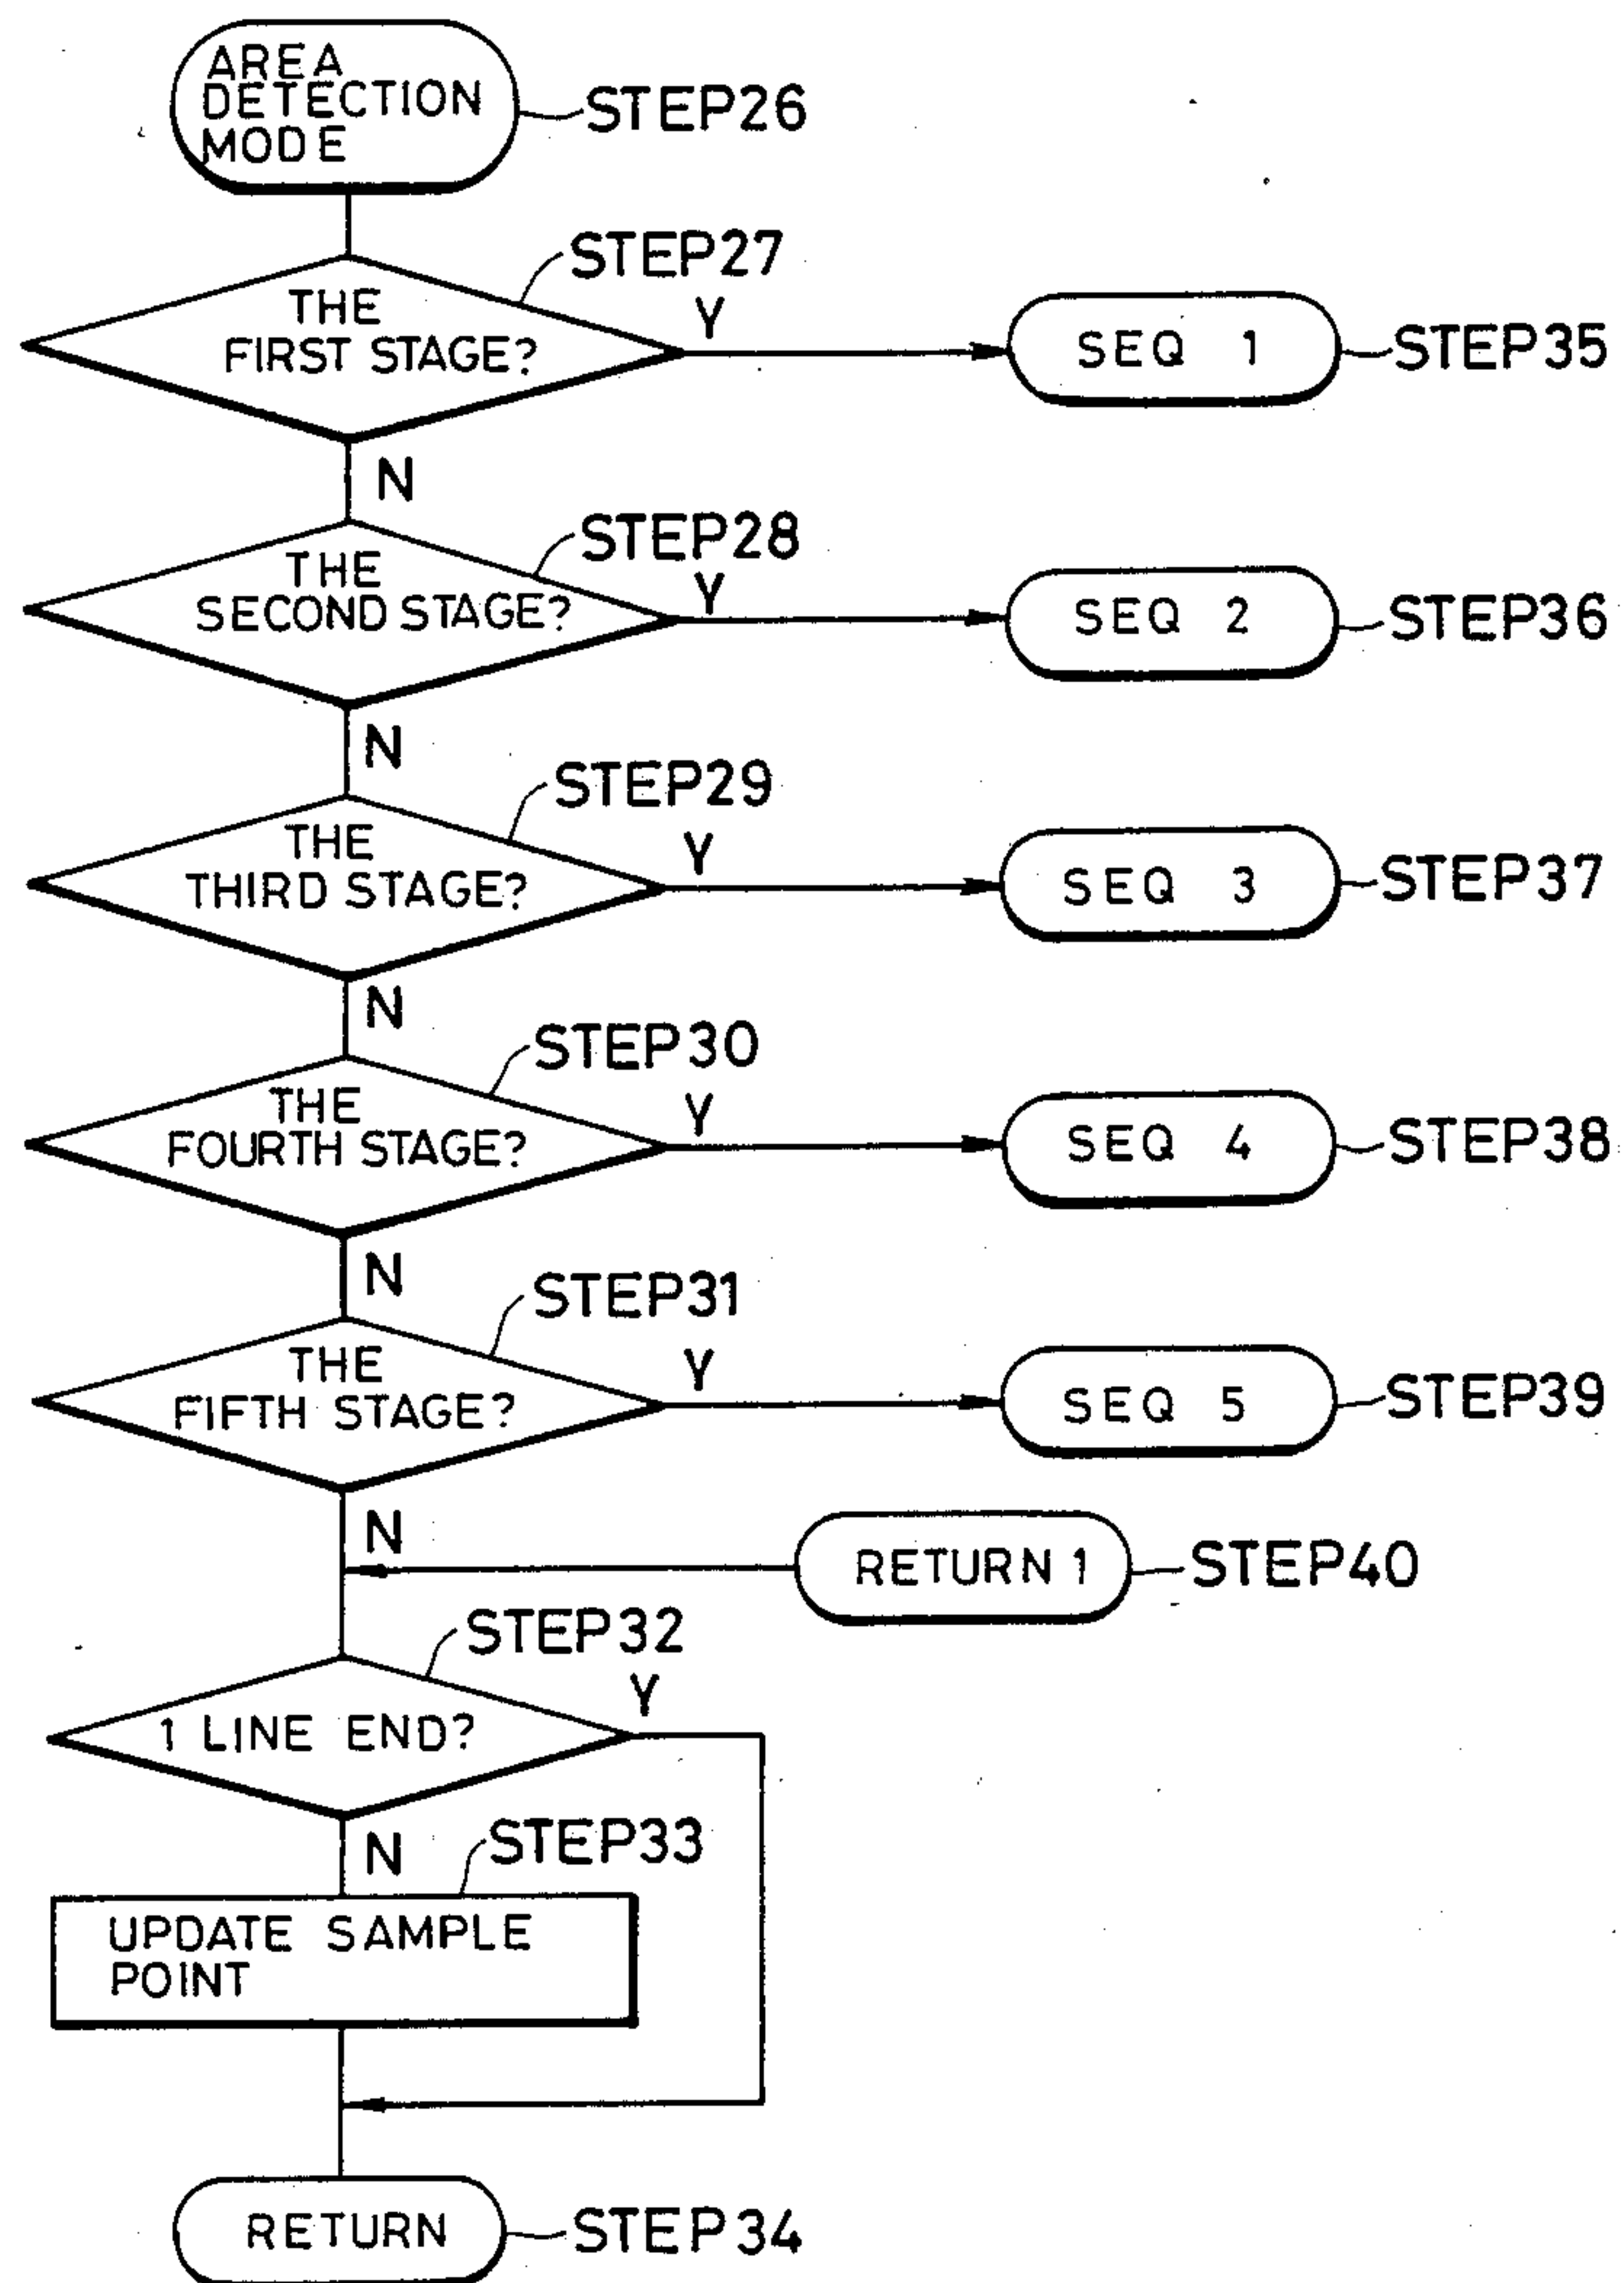 AREA
DETECTION
MODE
STEP26
STEP27
THE
FIRST STAGE?
Y
SEQ 1
STEP35
N
STEP28
THE
SECOND STAGE?
Y
SEQ 2
STEP36
N
STEP29
THE
THIRD STAGE?
Y
SEQ 3
STEP37
N
STEP30
THE
FOURTH STAGE?
Y
SEQ 4
STEP38
N
STEP31
THE
FIFTH STAGE?
Y
SEQ 5
STEP39
N
RETURN 1
STEP40
STEP32
Y
1 LINE END?
N
STEP33
UPDATE SAMPLE
POINT
RETURN
STEP34